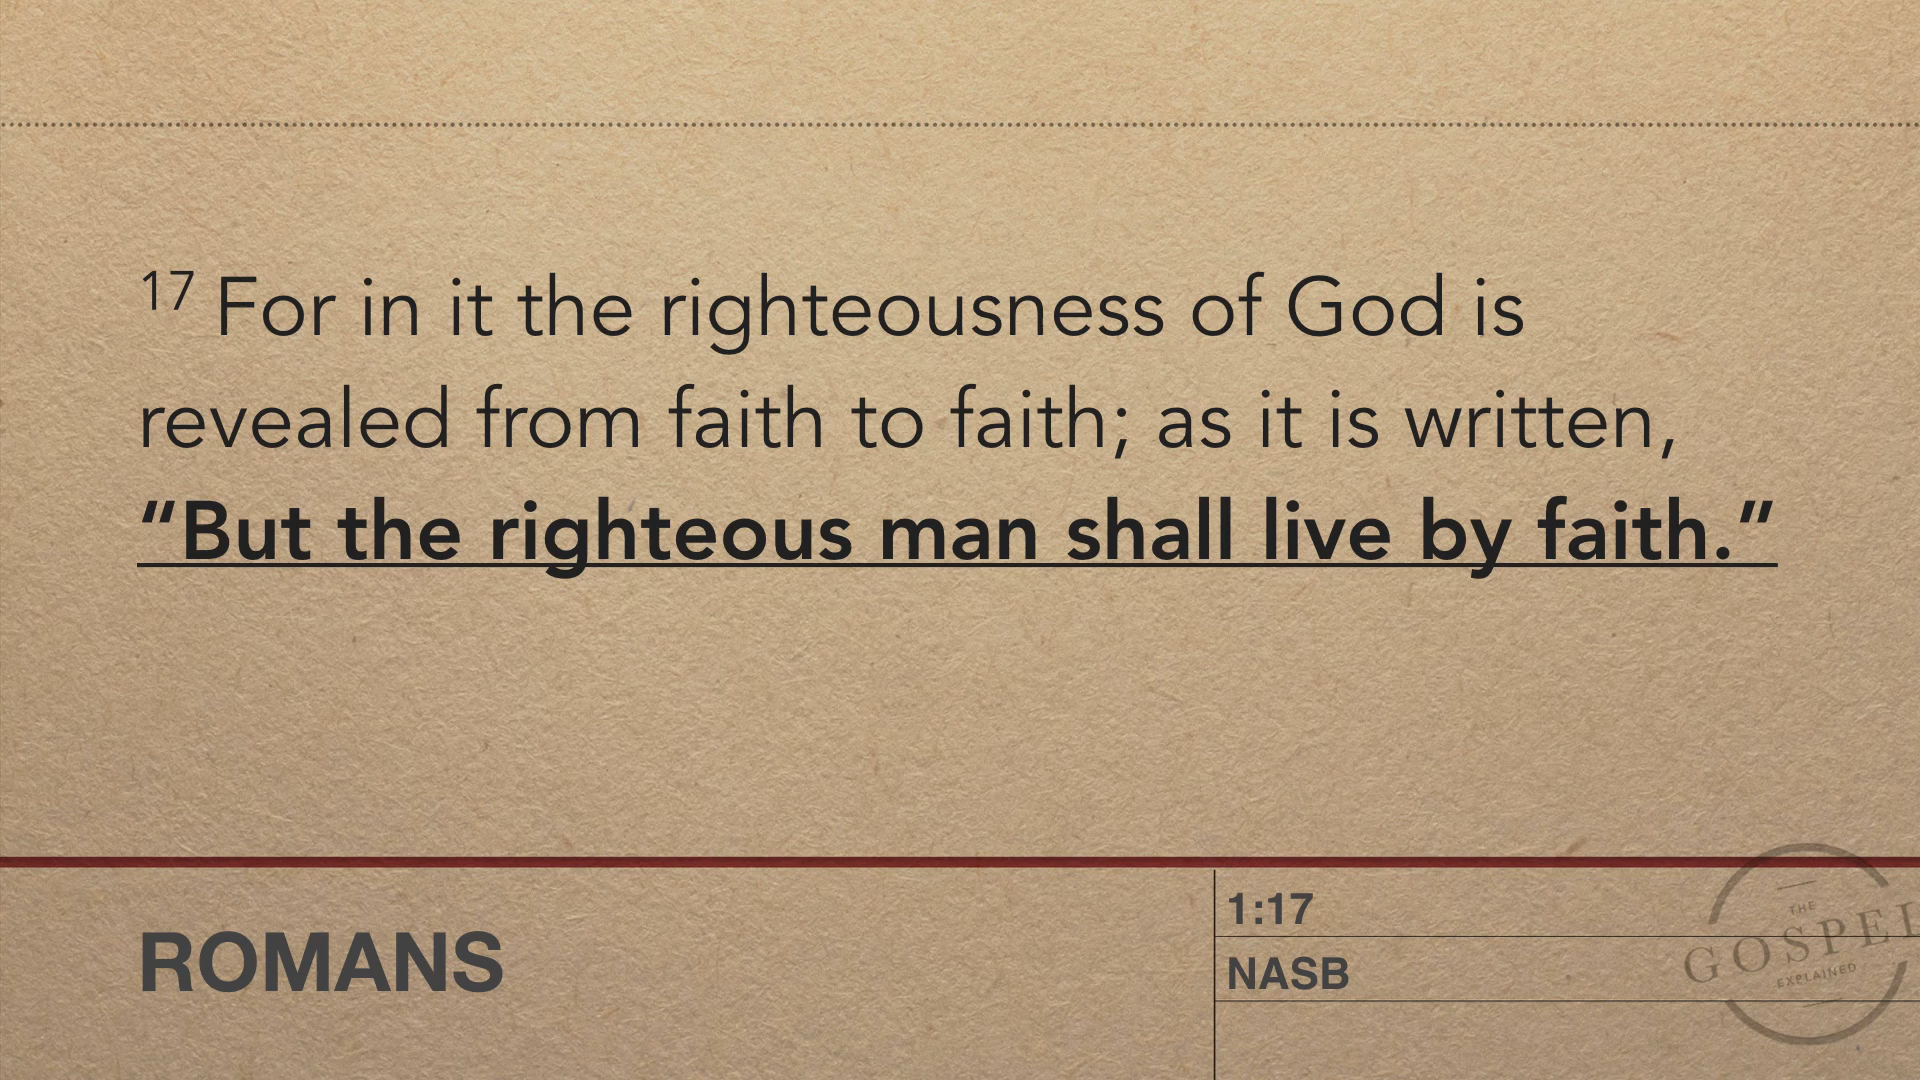 17 For in it the righteousness of God is
revealed from faith to faith; as it is written,
“But the righteous man shall live by faith.”
ROMANS
1:17
NASB
THE
GOSPEL
EXPLAINED